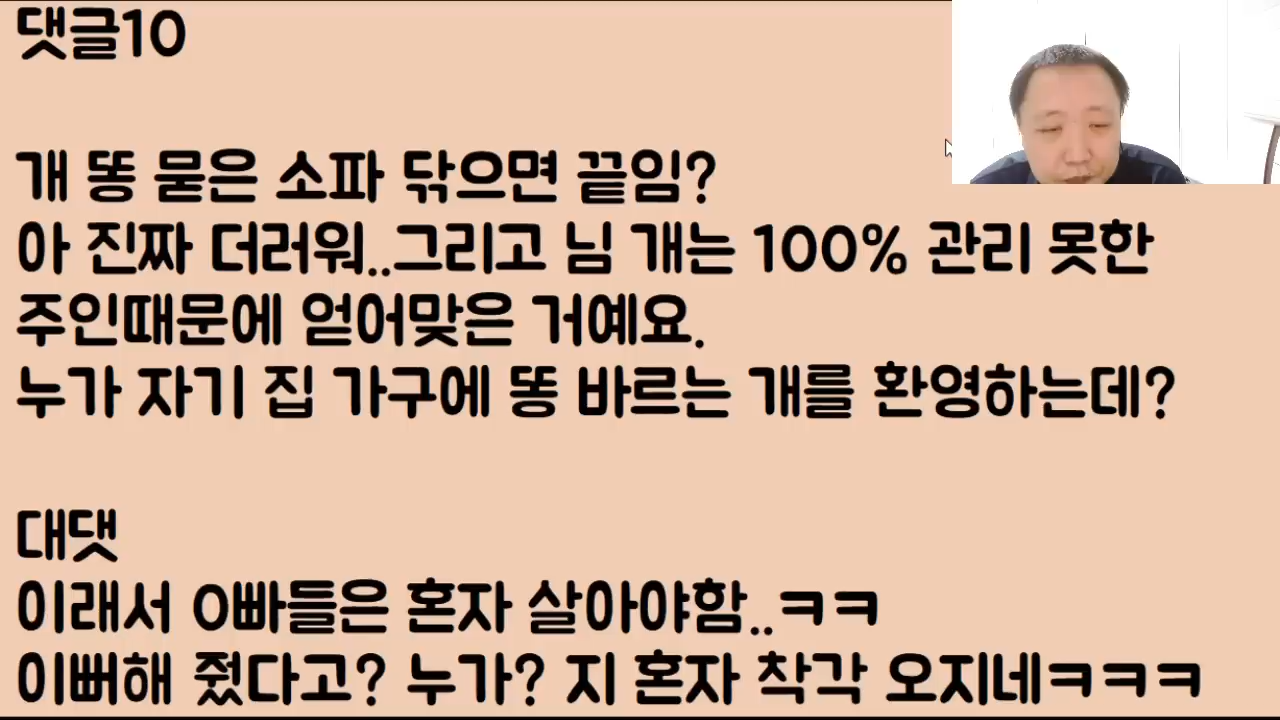 댓글10
개 똥 묻은 소파 닦으면 끝임?
아 진짜 더러워..그리고 님 개는 100% 관리 못한
주인때문에 얻어맞은 거예요.
누가 자기 집 가구에 똥 바르는 개를 환영하는데?
대댓
이래서 0빠들은 혼자 살아야함..ㅋㅋ
이뻐해 줬다고? 누가? 지 혼자 착각 오지네ㅋㅋㅋ